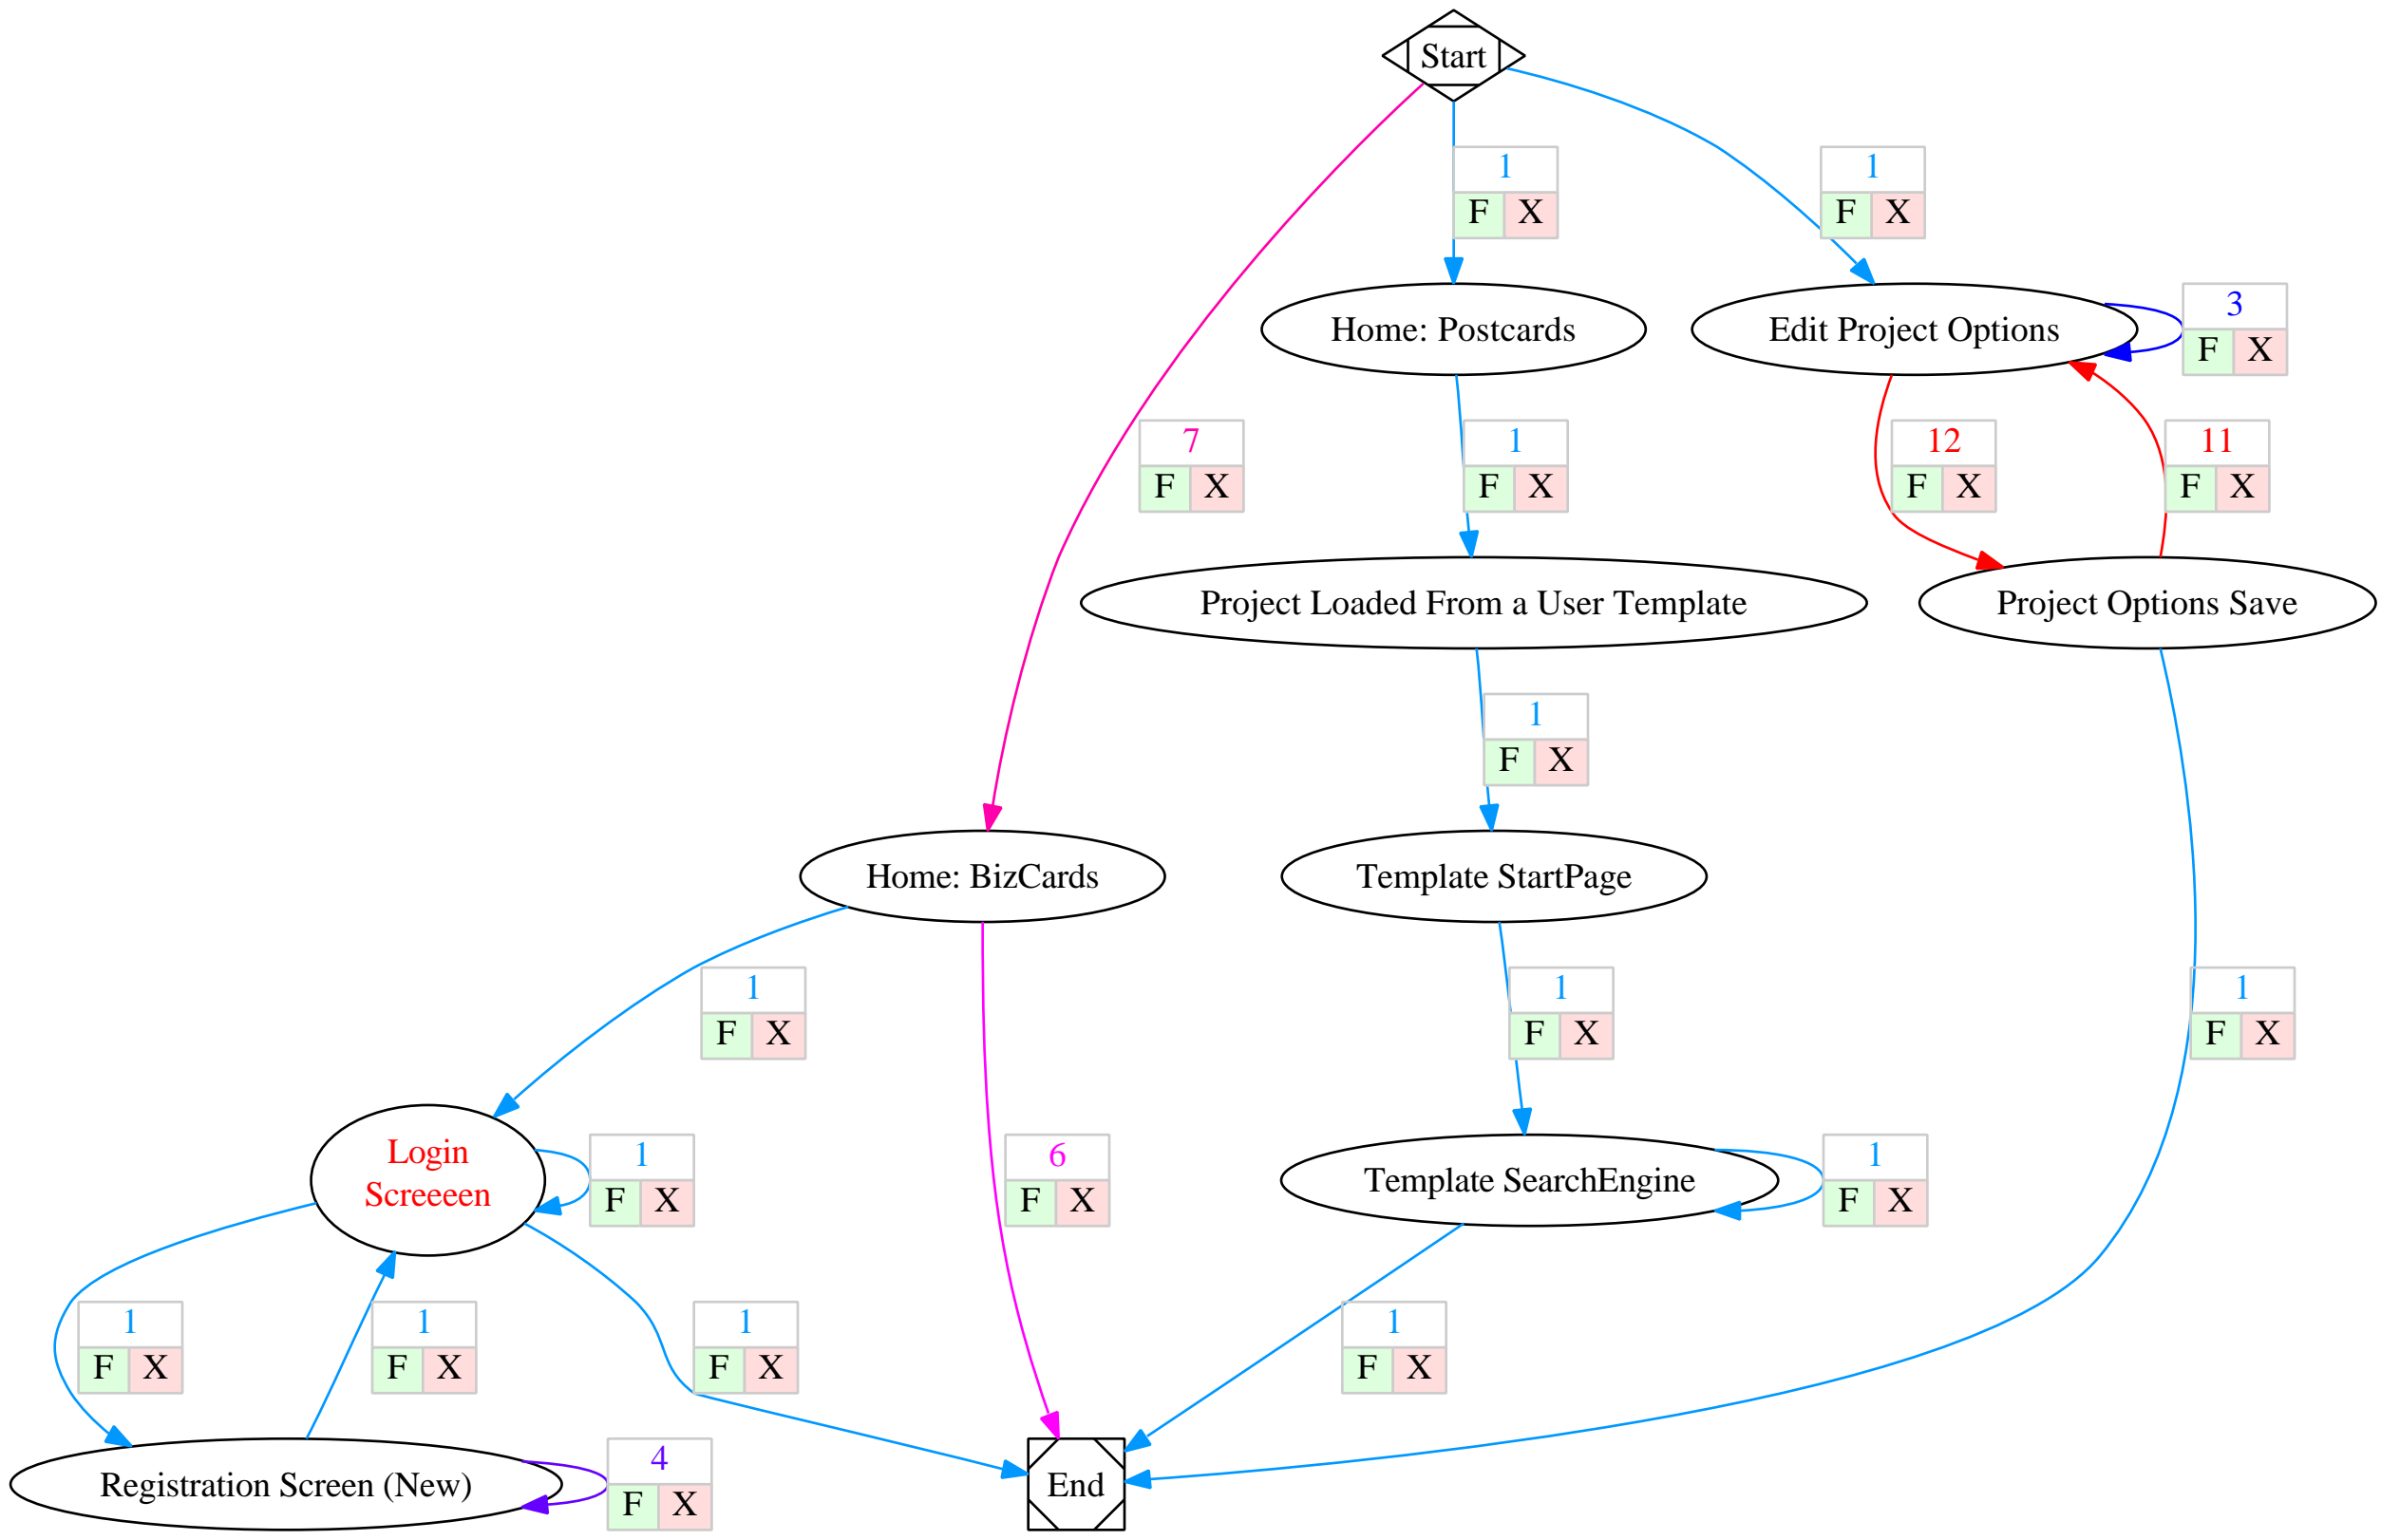 Start
1
F X
1
F X
Home: Postcards
Edit Project Options
3
F X
7
F X
1
F X
12
F X
11
F X
Project Loaded From a User Template
Project Options Save
1
F X
Home: BizCards
Template StartPage
1
F X
1
F X
1
F X
Login
Screeeen
1
F X
6
F X
Template SearchEngine
1
F X
1
F X
1
F X
1
F X
1
F X
Registration Screen (New)
4
F X
End